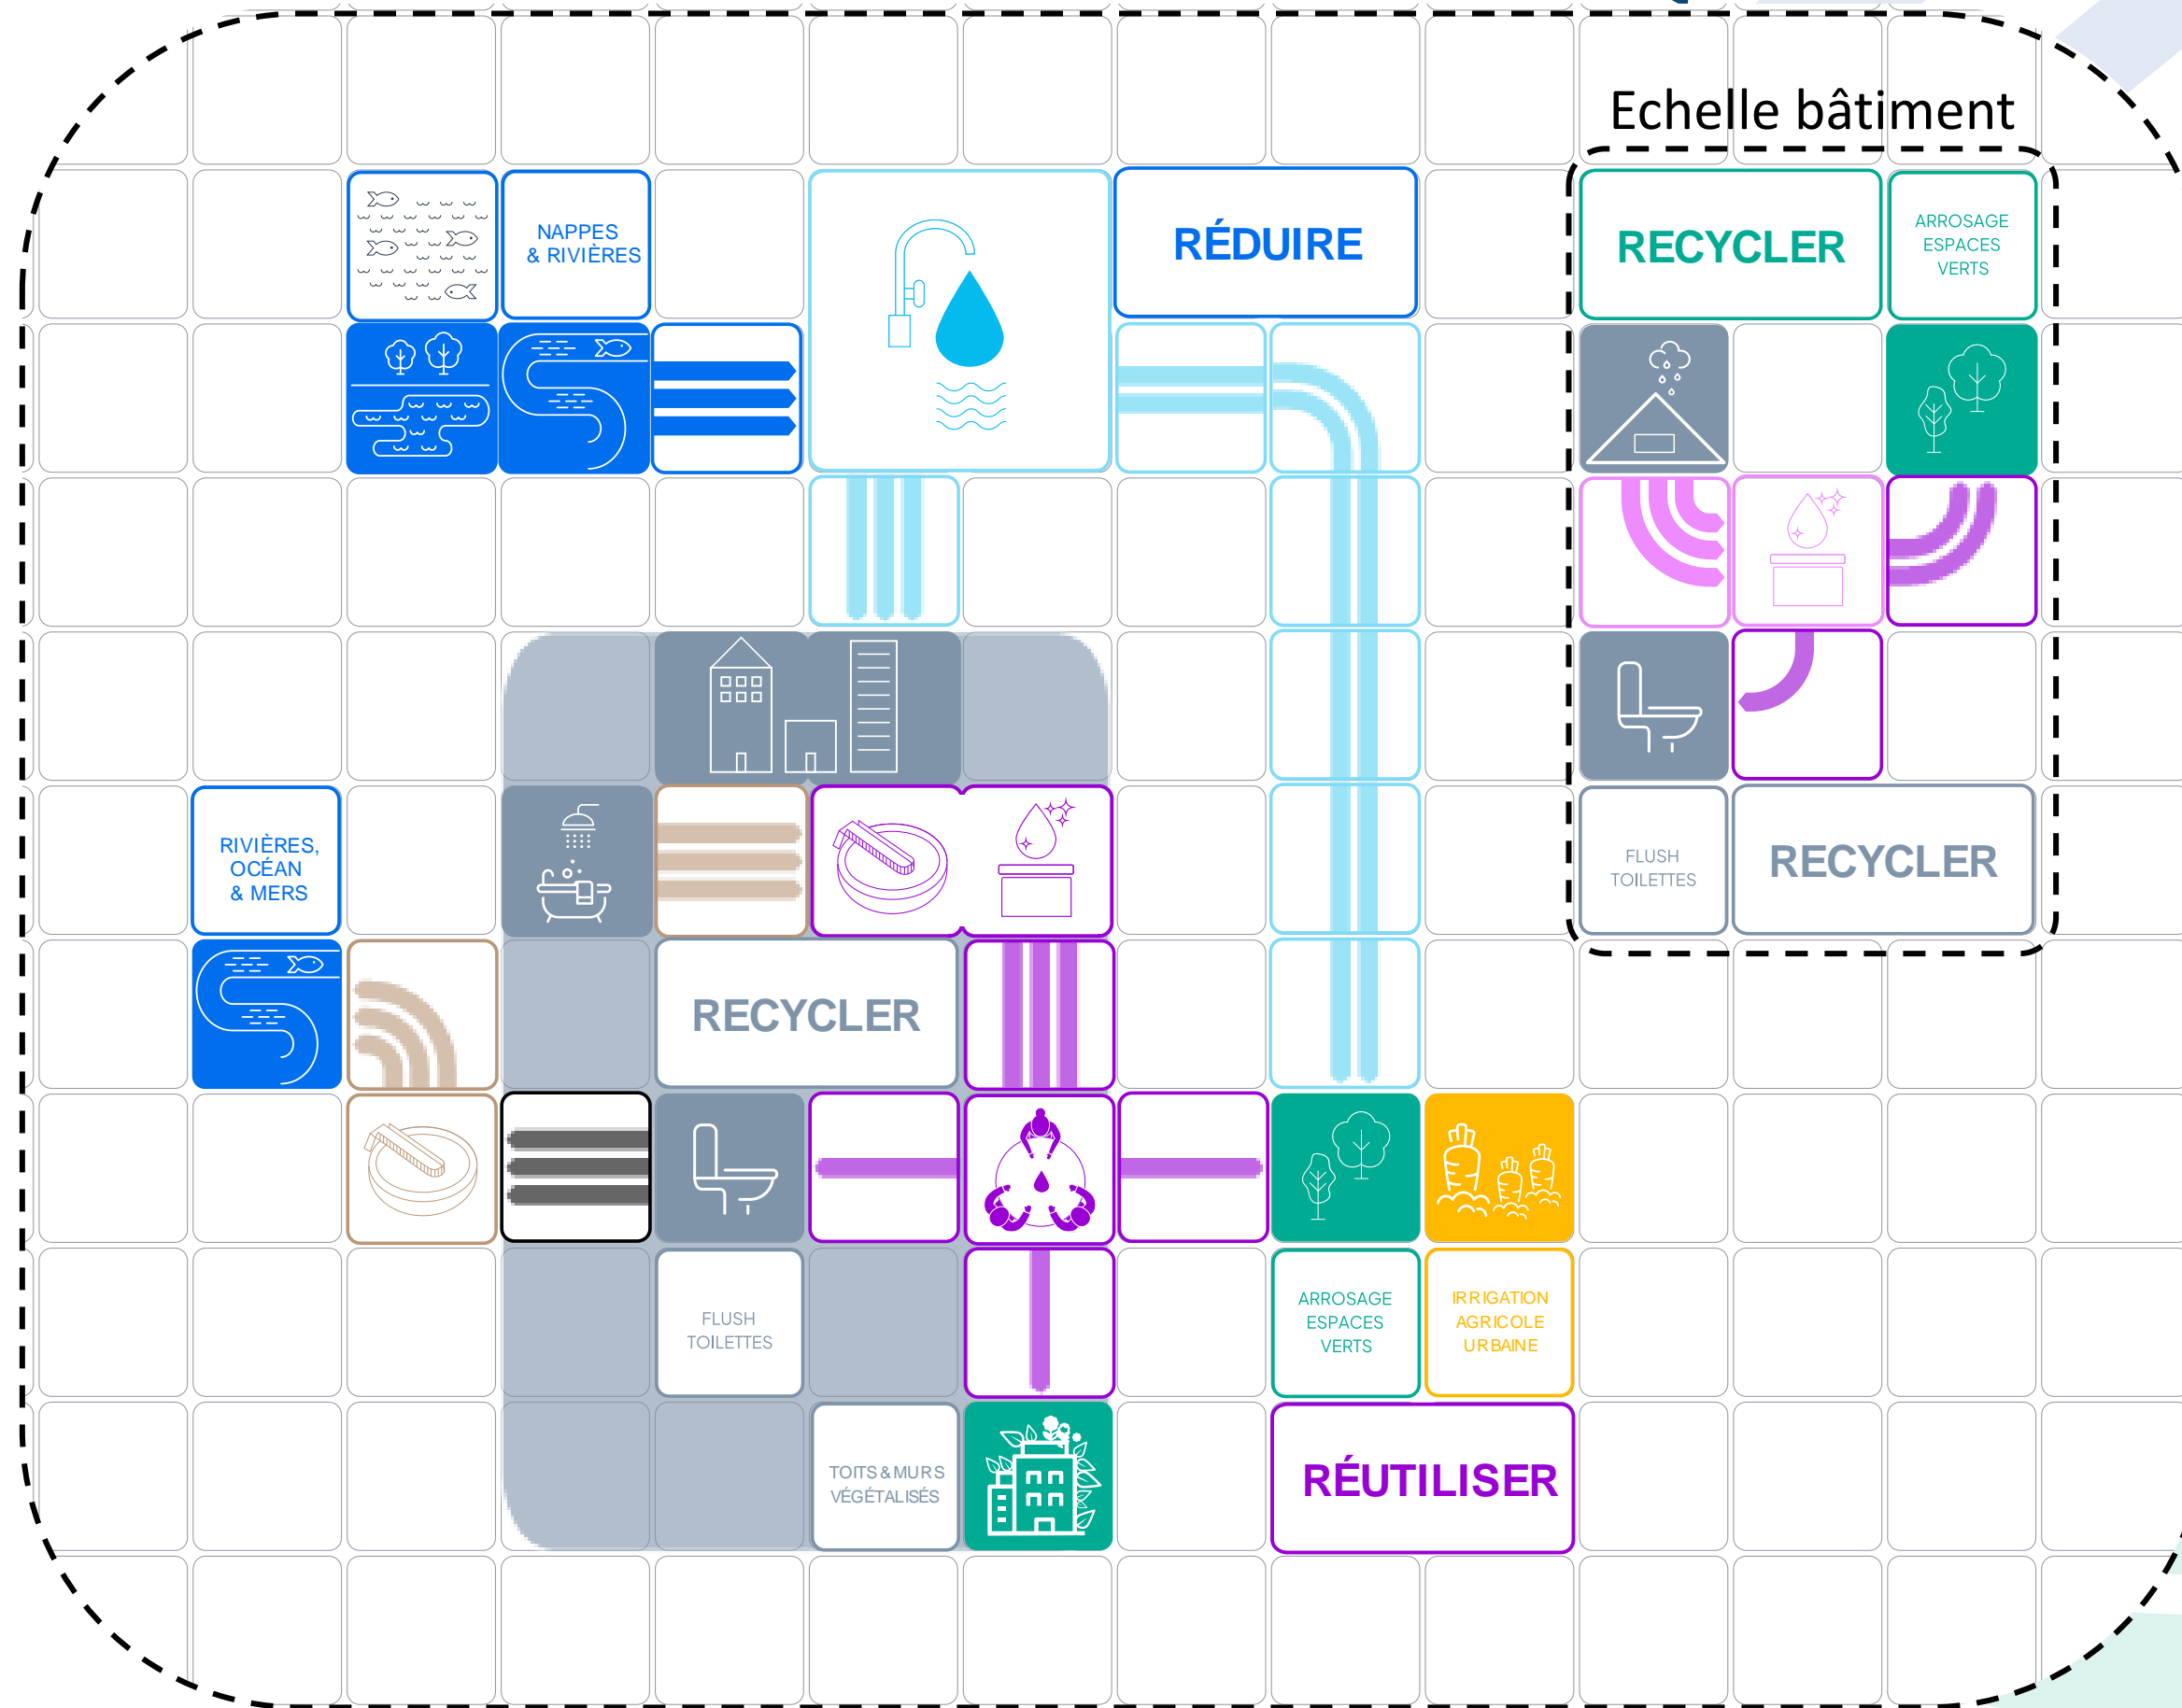 Echelle bâtiment
NAPPES
& RIVIÈRES
RÉDUIRE
RECYCLER
ARROSAGE
ESPACES
VERTS
RIVIÈRES,
OCÉAN
& MERS
FLUSH
TOILETTES
RECYCLER
RECYCLER
FLUSH
TOILETTES
ARROSAGE
ESPACES
VERTS
IRRIGATION
AGRICOLE
URBAINE
TOITS & MURS
VÉGÉTALISÉS
RÉUTILISER